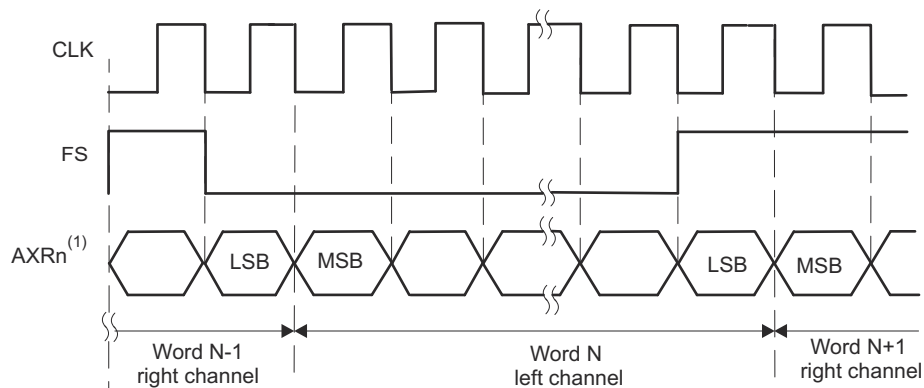 CLK
FS
AXRn(1)
LSB
MSB
LSB
MSB
Word N-1
right channel
Word N
left channel
Word N+1
right channel